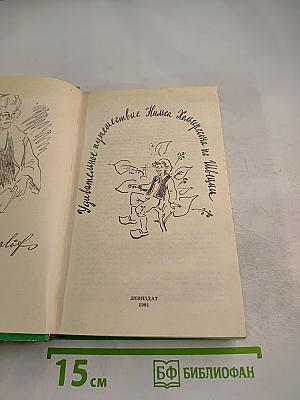 Удивительное путешествие Нильса Хольгерссона по Швеции
ЛЕНИЗДАТ
1981
15 см
БФ БИБЛИОФАН